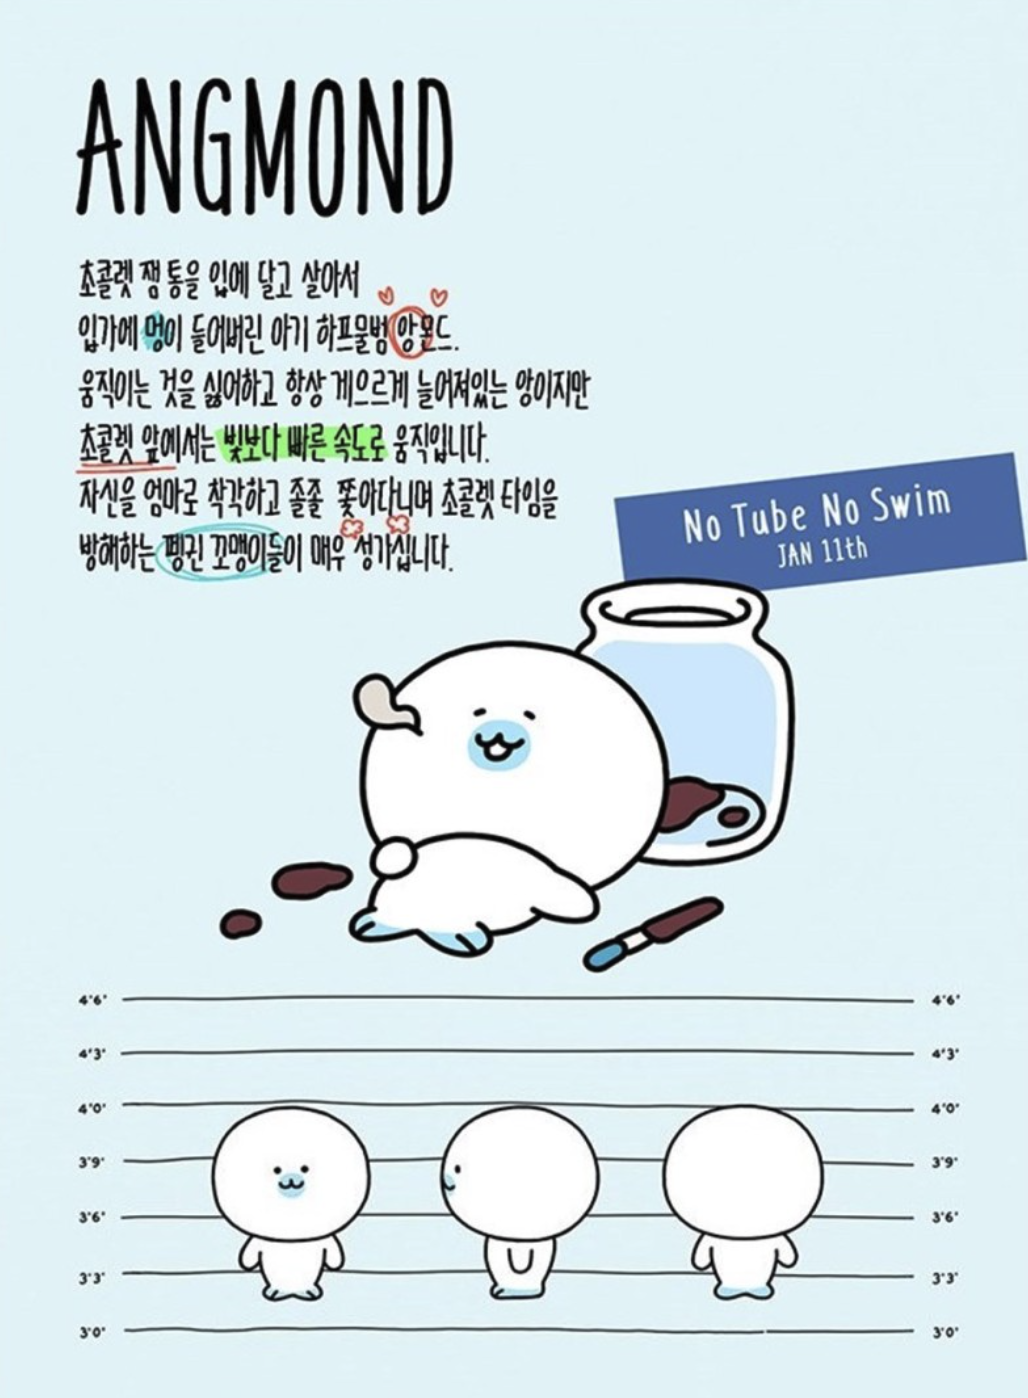 ANGMOND
초콜렛 잼 통을 입에 달고 살아서
입가에 멍이 들어버린 아기 하프물범 앙몬드.
움직이는 것을 싫어하고 항상 게으르게 늘어져있는 앙이지만
초콜렛 앞에서는 빛보다 빠른 속도로 움직입니다.
자신을 엄마로 착각하고 졸졸 쫓아다니며 초콜렛 타임을
방해하는 펭귄 꼬맹이들이 매우 성가십니다.
No Tube No Swim
JAN 11th
4'6" 4'6"
4'3" 4'3"
4'0" 4'0"
3'9" 3'9"
3'6" 3'6"
3'3" 3'3"
3'0" 3'0"